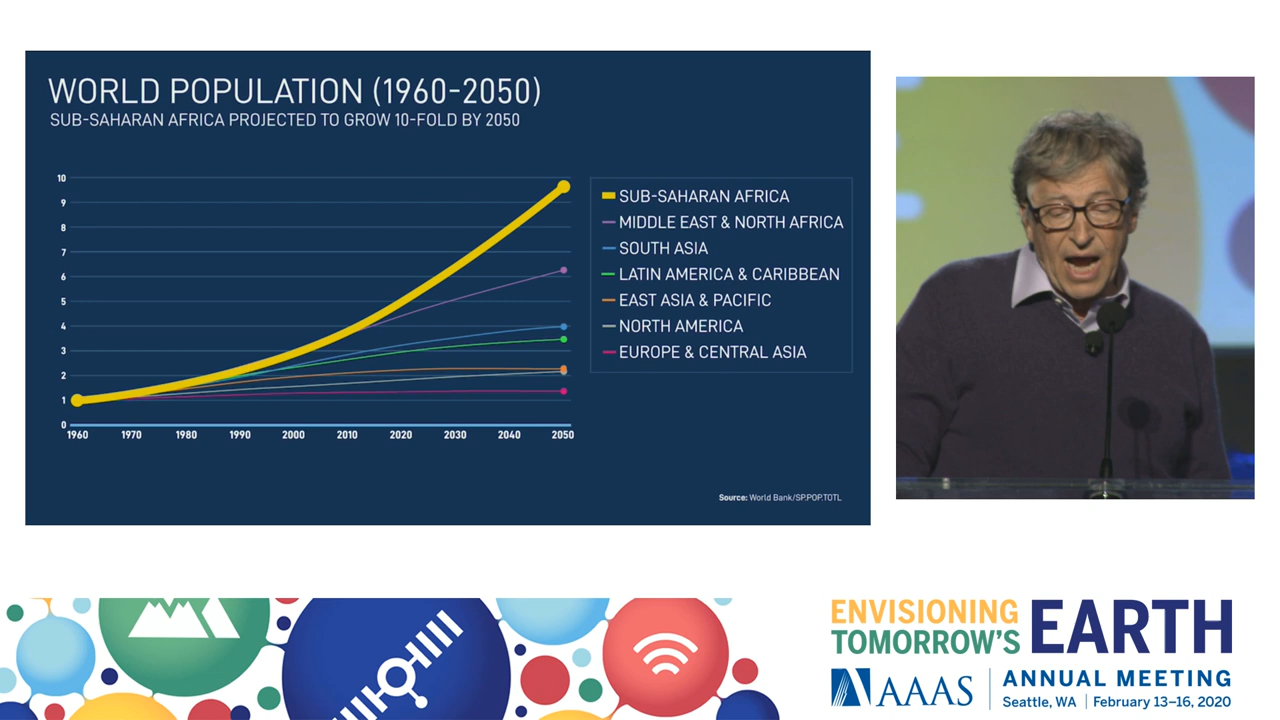 WORLD POPULATION (1960-2050)
SUB-SAHARAN AFRICA PROJECTED TO GROW 10-FOLD BY 2050
10
9
8
7
6
5
4
3
2
1
0
1960 1970 1980 1990 2000 2010 2020 2030 2040 2050
SUB-SAHARAN AFRICA
MIDDLE EAST & NORTH AFRICA
SOUTH ASIA
LATIN AMERICA & CARIBBEAN
EAST ASIA & PACIFIC
NORTH AMERICA
EUROPE & CENTRAL ASIA
Source: World Bank/SP.POP.TOTL
ENVISIONING
TOMORROW'S
EARTH
AAAS
ANNUAL MEETING
Seattle, WA | February 13–16, 2020